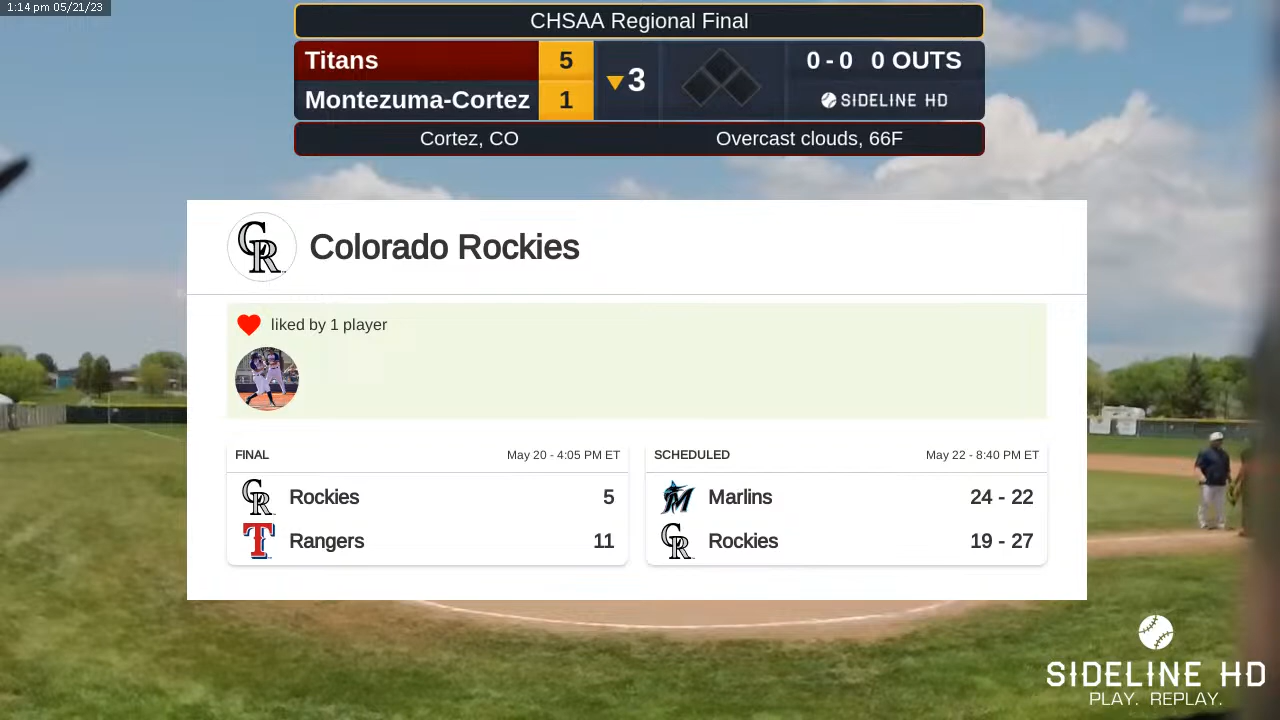 1:14 pm 05/21/23
CHSAA Regional Final
Titans 5
Montezuma-Cortez 1
3
0 - 0 0 OUTS
SIDELINE HD
Cortez, CO Overcast clouds, 66F
CR Colorado Rockies
liked by 1 player
FINAL May 20 - 4:05 PM ET
CR Rockies 5
T Rangers 11
SCHEDULED May 22 - 8:40 PM ET
M Marlins 24 - 22
CR Rockies 19 - 27
SIDELINE HD
PLAY. REPLAY.